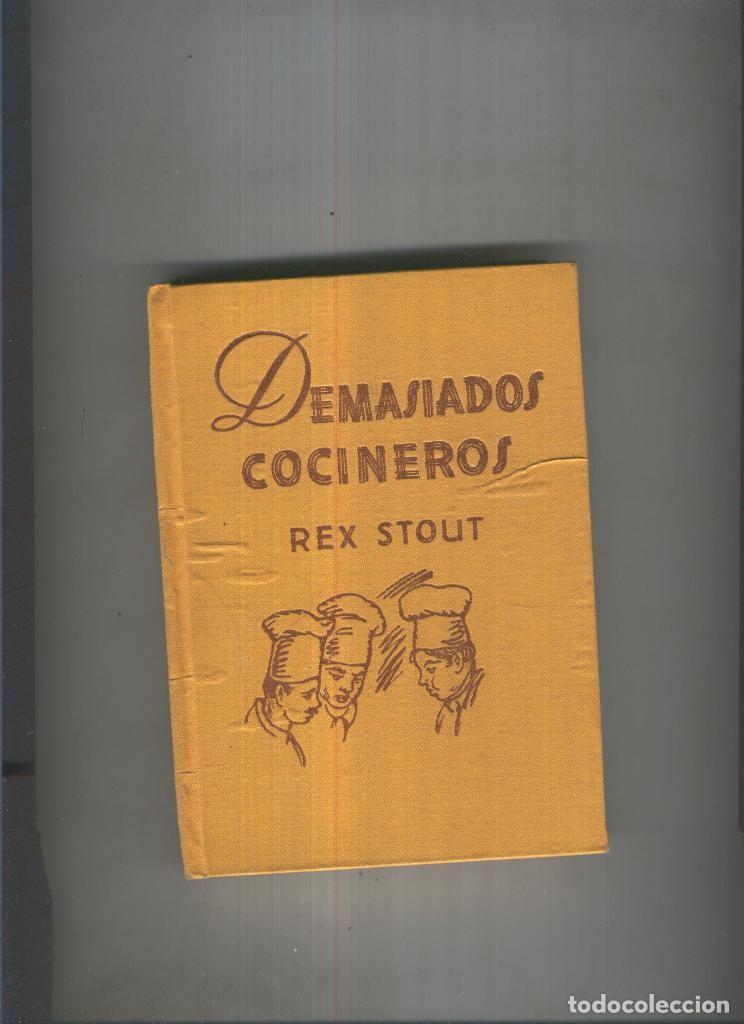 DEMASIADOS
COCINEROS
REX STOUT
todocoleccion